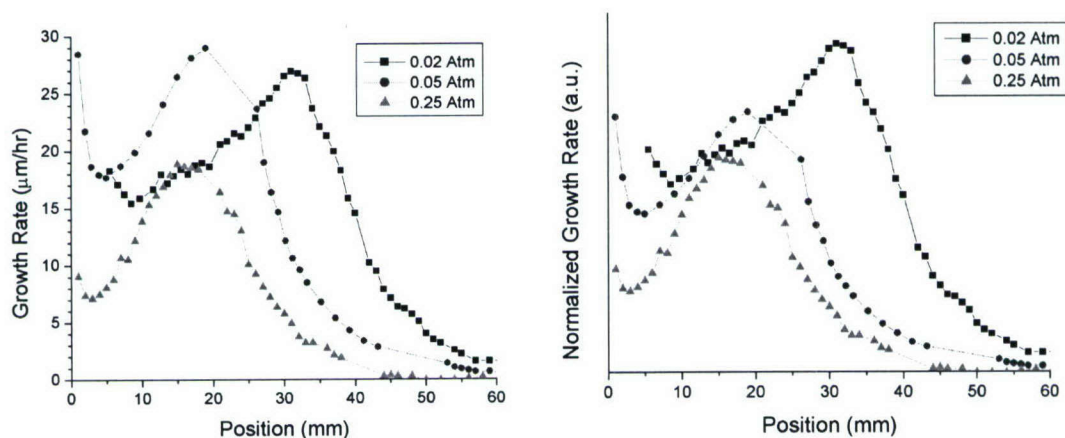 Growth Rate (µm/hr)
30
25
20
15
10
5
0
0 10 20 30 40 50 60
Position (mm)
0.02 Atm
0.05 Atm
0.25 Atm
Normalized Growth Rate (a.u.)
0 10 20 30 40 50 60
Position (mm)
0.02 Atm
0.05 Atm
0.25 Atm